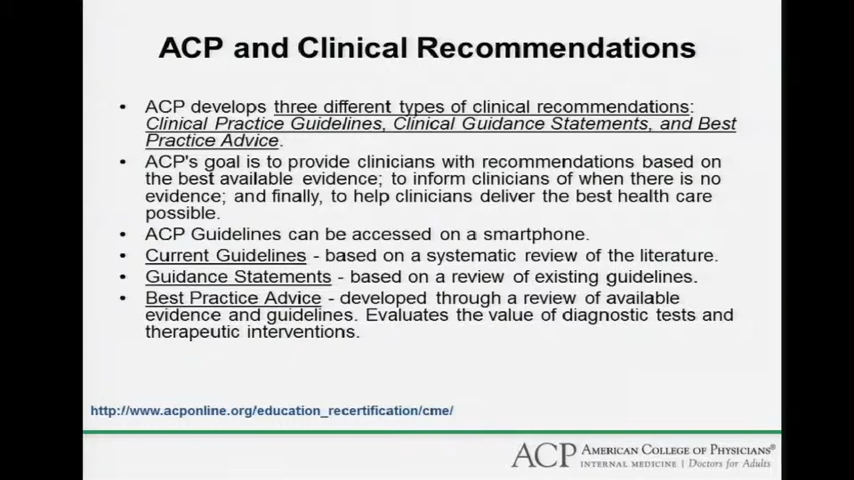 ACP and Clinical Recommendations
• ACP develops three different types of clinical recommendations:
Clinical Practice Guidelines, Clinical Guidance Statements, and Best
Practice Advice.
• ACP's goal is to provide clinicians with recommendations based on
the best available evidence; to inform clinicians of when there is no
evidence; and finally, to help clinicians deliver the best health care
possible.
• ACP Guidelines can be accessed on a smartphone.
• Current Guidelines - based on a systematic review of the literature.
• Guidance Statements - based on a review of existing guidelines.
• Best Practice Advice - developed through a review of available
evidence and guidelines. Evaluates the value of diagnostic tests and
therapeutic interventions.
http://www.acponline.org/education_recertification/cme/
ACP AMERICAN COLLEGE OF PHYSICIANS®
INTERNAL MEDICINE | Doctors for Adults